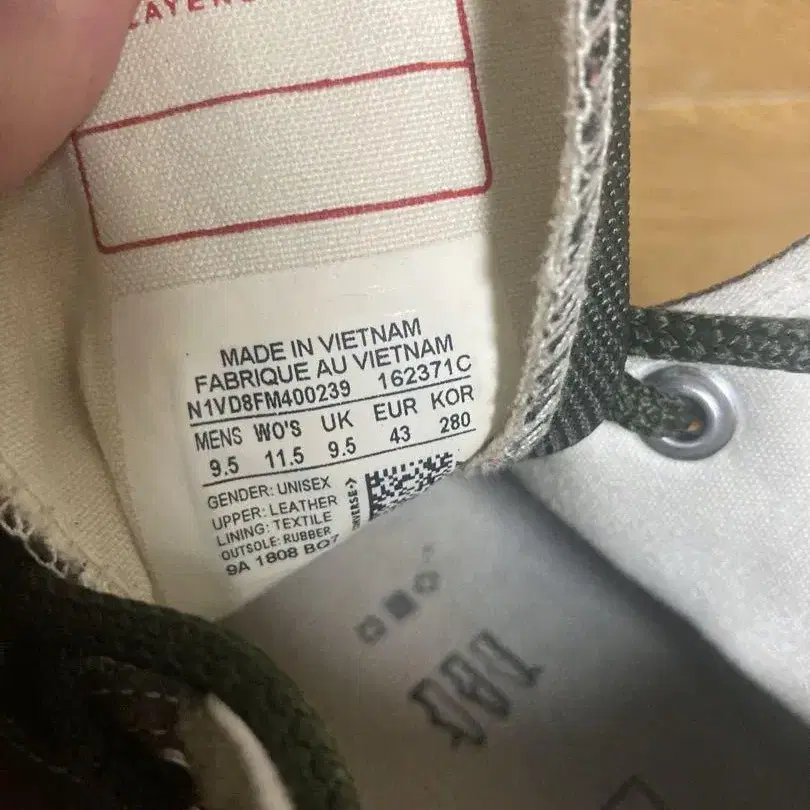 MADE IN VIETNAM
FABRIQUE AU VIETNAM
N1VD8FM400239 162371C
MENS WO'S UK EUR KOR
9.5 11.5 9.5 43 280
GENDER: UNISEX
UPPER: LEATHER
LINING: TEXTILE
OUTSOLE: RUBBER
9A 1808 BQ7